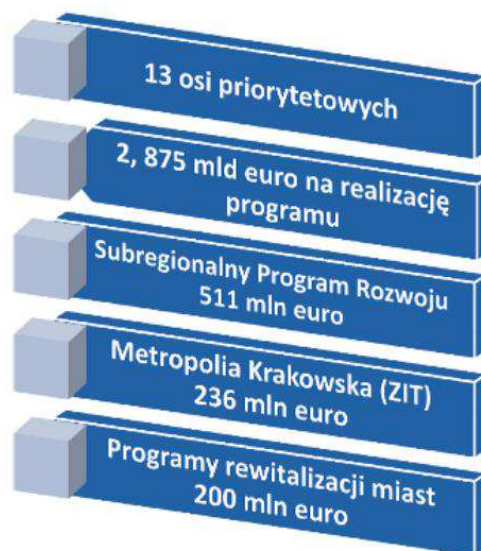 13 osi priorytetowych
2, 875 mld euro na realizację
programu
Subregionalny Program Rozwoju
511 mln euro
Metropolia Krakowska (ZIT)
236 mln euro
Programy rewitalizacji miast
200 mln euro